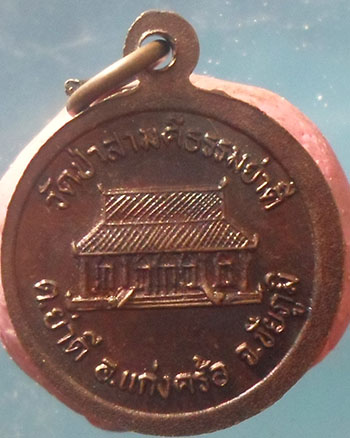 วัดป่าสามัคีธรรมย่าดี
ต.ย่าดี อ.แก่งคร้อ จ.ชัยภูมิ